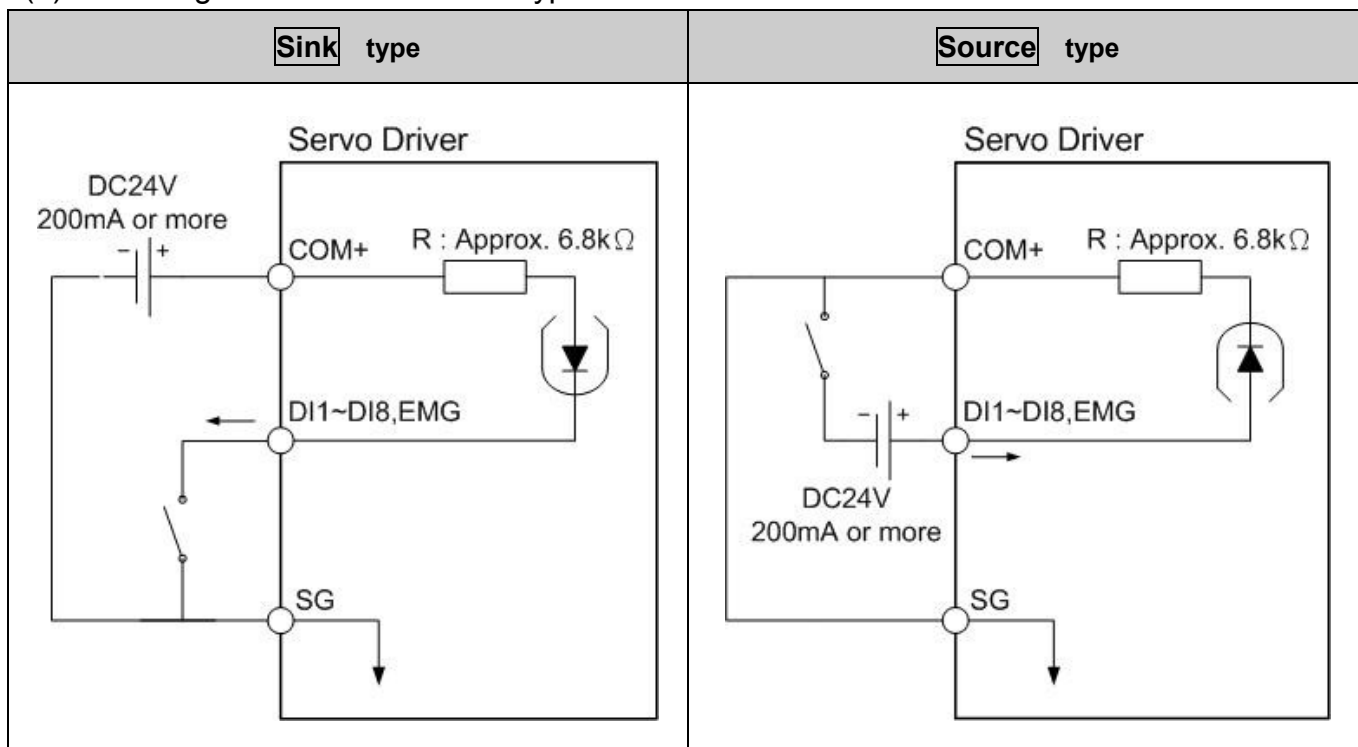 Sink type
Source type
Servo Driver
DC24V
200mA or more
- +
COM+
R : Approx. 6.8kΩ
DI1~DI8,EMG
SG
Servo Driver
COM+
R : Approx. 6.8kΩ
DI1~DI8,EMG
- +
DC24V
200mA or more
SG